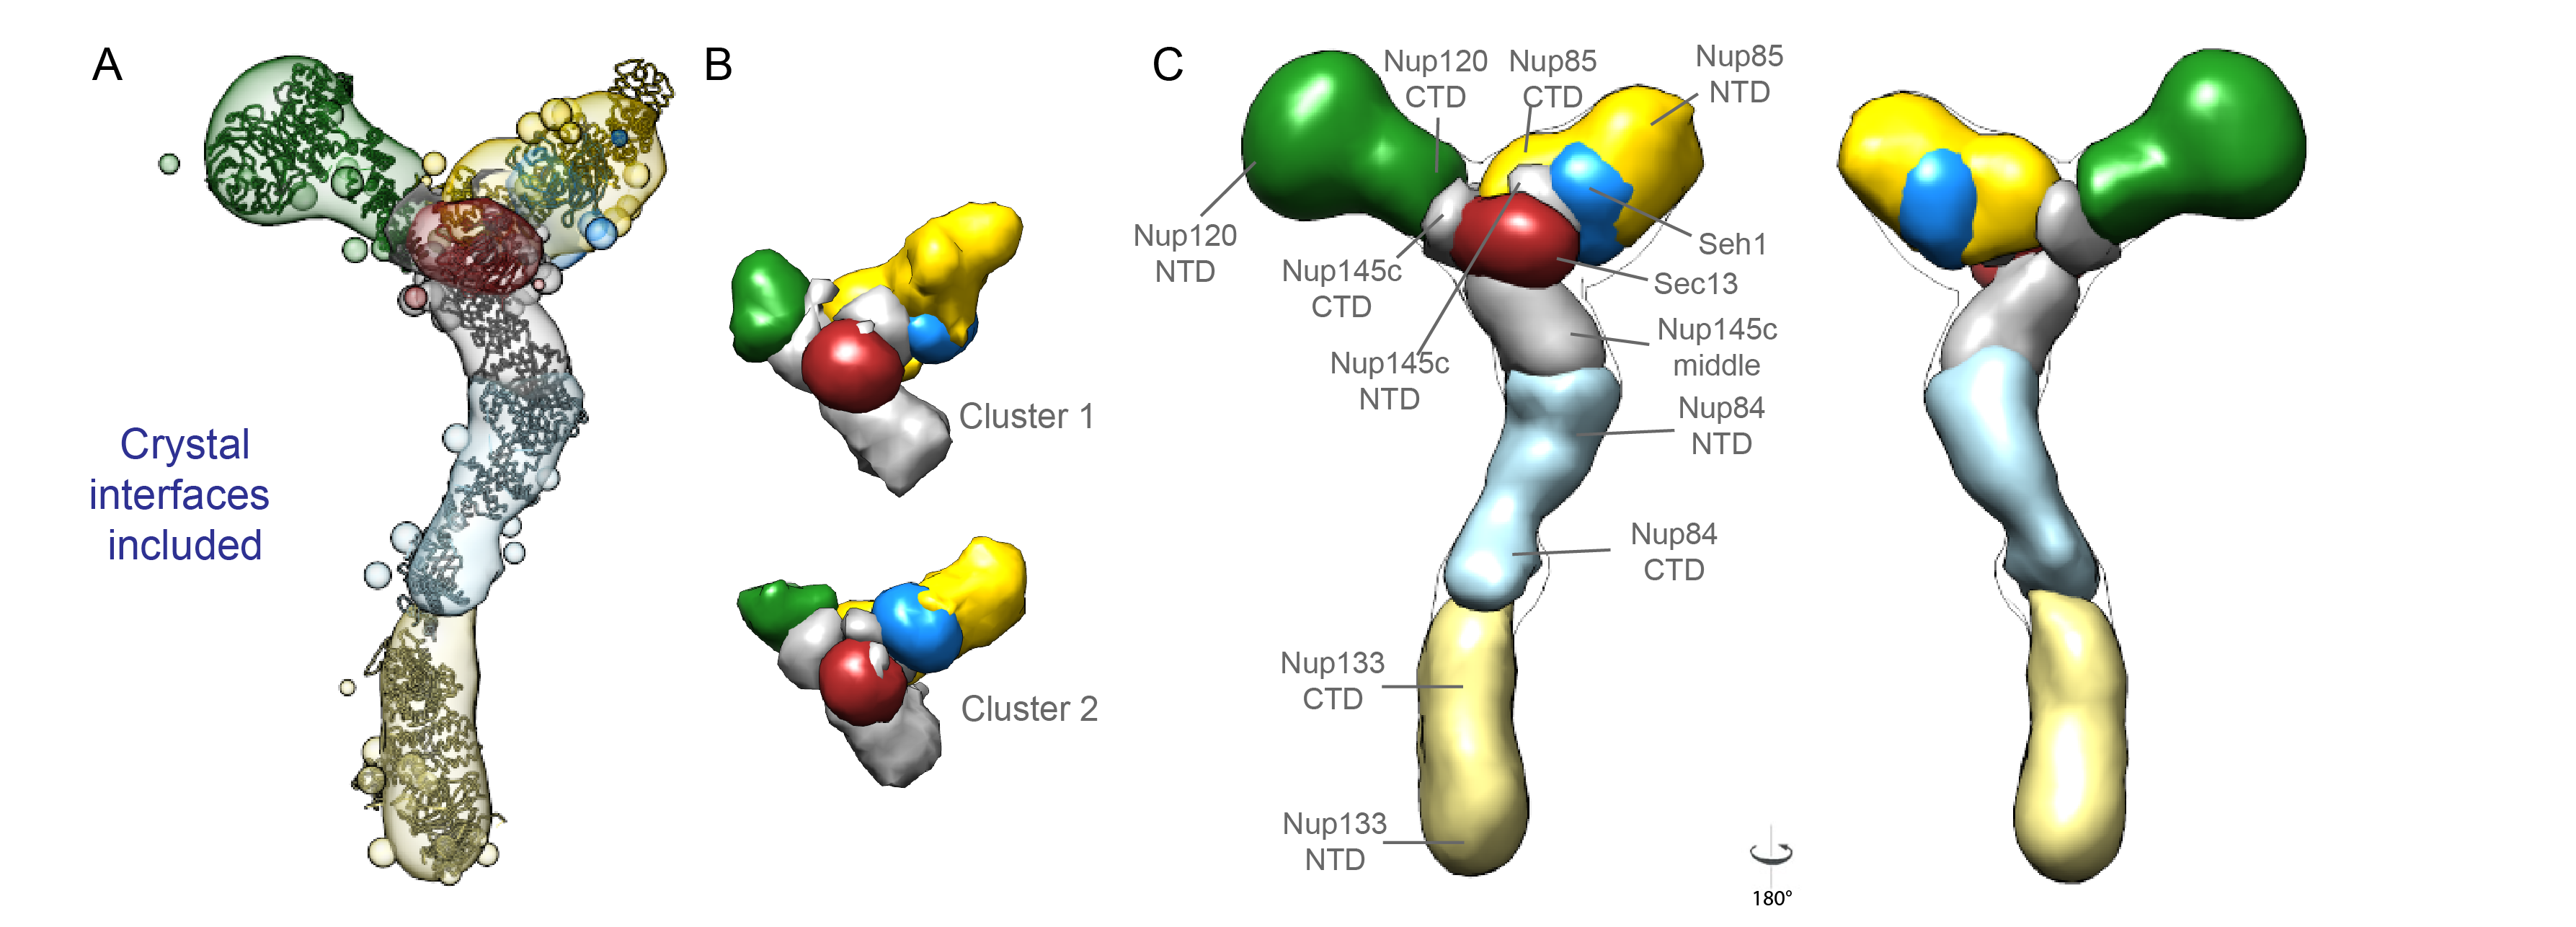 A
Crystal
interfaces
included
B
Cluster 1
Cluster 2
C
Nup120
CTD
Nup85
CTD
Nup85
NTD
Nup120
NTD
Nup145c
CTD
Nup145c
NTD
Seh1
Sec13
Nup145c
middle
Nup84
NTD
Nup84
CTD
Nup133
CTD
Nup133
NTD
180°